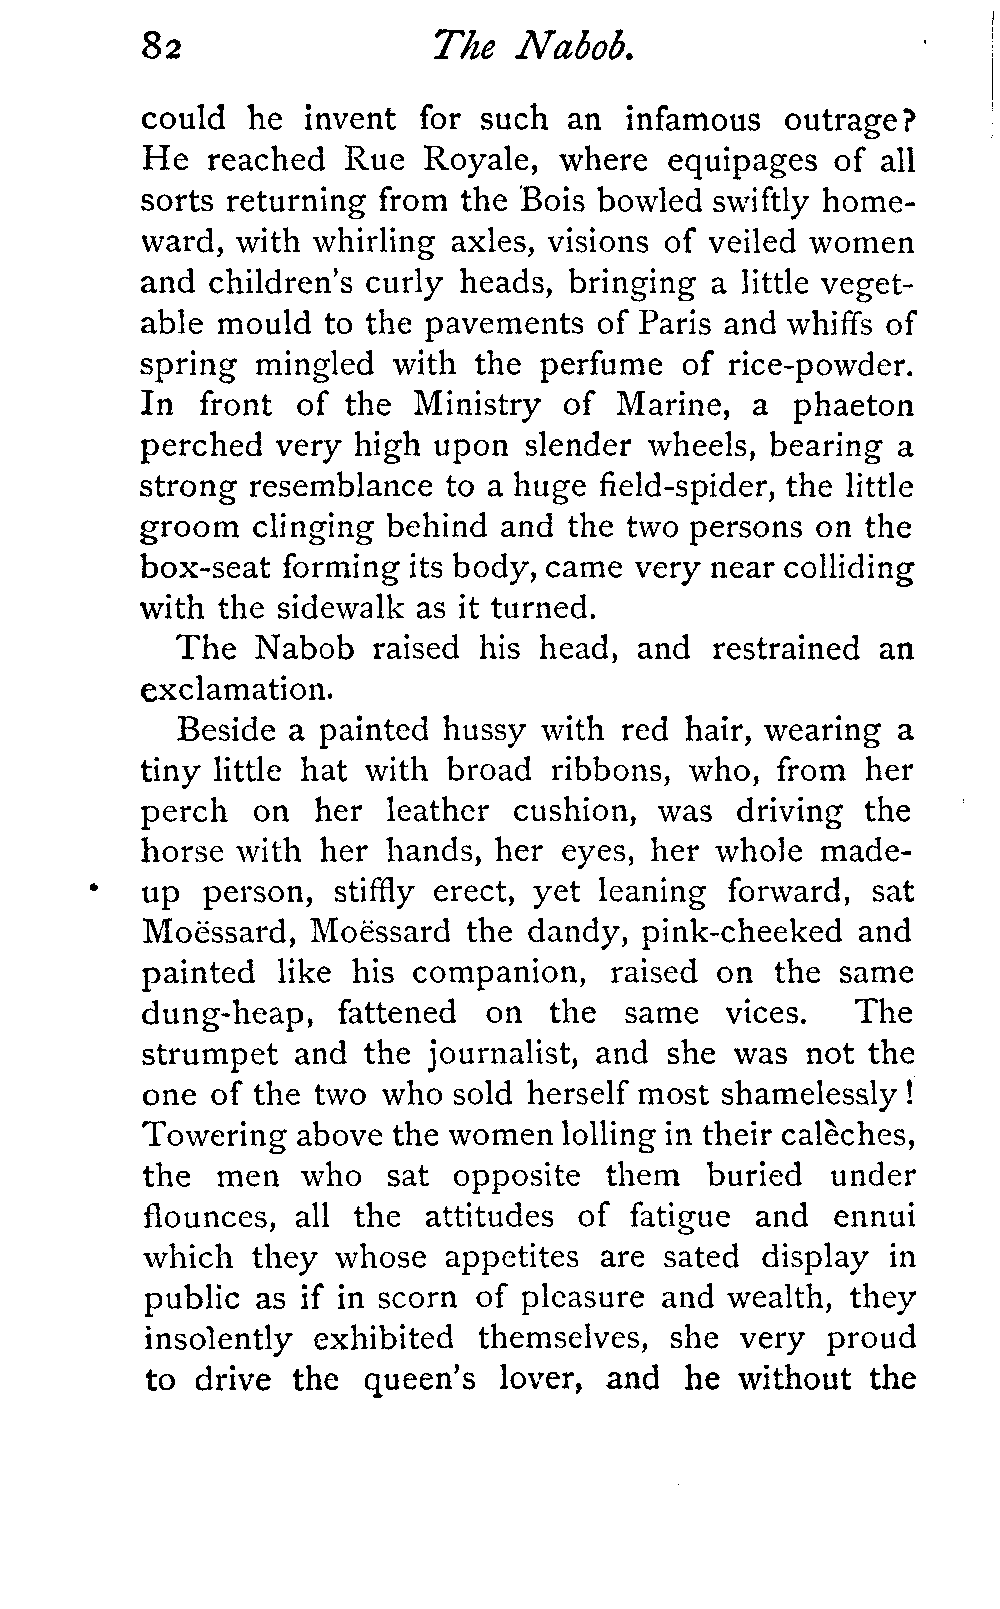 82 The Nabob.
could he invent for such an infamous outrage?
He reached Rue Royale, where equipages of all
sorts returning from the Bois bowled swiftly home-
ward, with whirling axles, visions of veiled women
and children's curly heads, bringing a little veget-
able mould to the pavements of Paris and whiffs of
spring mingled with the perfume of rice-powder.
In front of the Ministry of Marine, a phaeton
perched very high upon slender wheels, bearing a
strong resemblance to a huge field-spider, the little
groom clinging behind and the two persons on the
box-seat forming its body, came very near colliding
with the sidewalk as it turned.
The Nabob raised his head, and restrained an
exclamation.
Beside a painted hussy with red hair, wearing a
tiny little hat with broad ribbons, who, from her
perch on her leather cushion, was driving the
horse with her hands, her eyes, her whole made-
up person, stiffly erect, yet leaning forward, sat
Moëssard, Moëssard the dandy, pink-cheeked and
painted like his companion, raised on the same
dung-heap, fattened on the same vices. The
strumpet and the journalist, and she was not the
one of the two who sold herself most shamelessly!
Towering above the women lolling in their calèches,
the men who sat opposite them buried under
flounces, all the attitudes of fatigue and ennui
which they whose appetites are sated display in
public as if in scorn of pleasure and wealth, they
insolently exhibited themselves, she very proud
to drive the queen's lover, and he without the